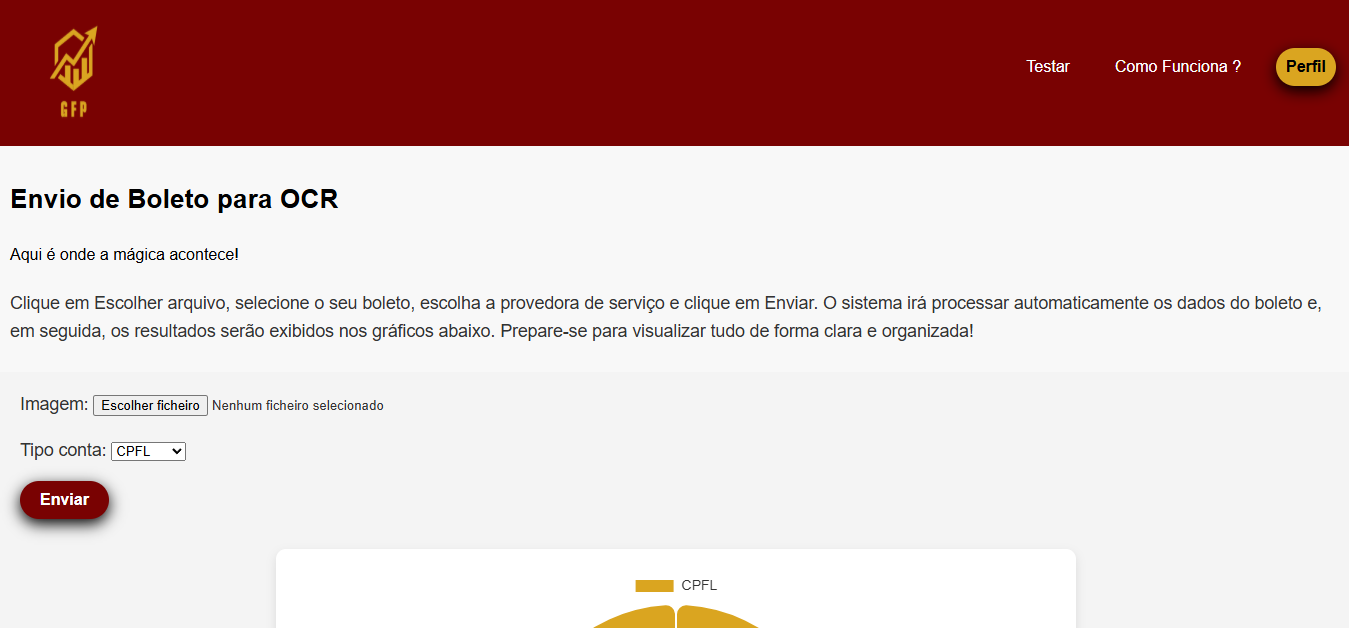 GFP
Testar
Como Funciona ?
Perfil
Envio de Boleto para OCR
Aqui é onde a mágica acontece!
Clique em Escolher arquivo, selecione o seu boleto, escolha a provedora de serviço e clique em Enviar. O sistema irá processar automaticamente os dados do boleto e,
em seguida, os resultados serão exibidos nos gráficos abaixo. Prepare-se para visualizar tudo de forma clara e organizada!
Imagem: Escolher ficheiro Nenhum ficheiro selecionado
Tipo conta: CPFL
Enviar
CPFL